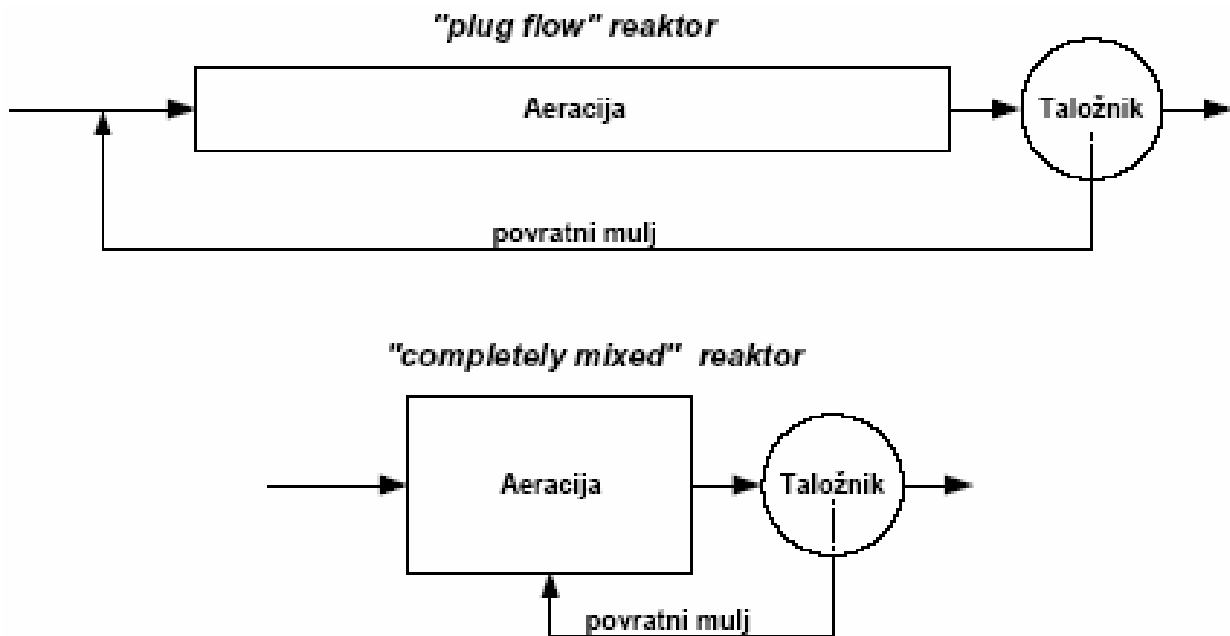 "plug flow" reaktor
Aeracija
Taložnik
povratni mulj
"completely mixed" reaktor
Aeracija
Taložnik
povratni mulj